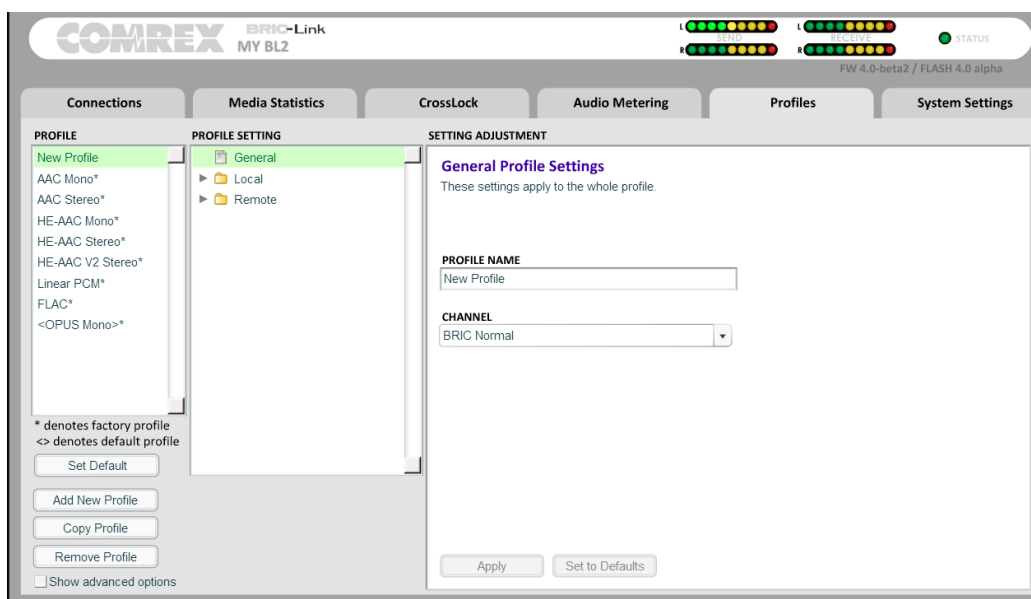 COMREX BRIC-Link
MY BL2
L
SEND
R
L
RECEIVE
R
STATUS
FW 4.0-beta2 / FLASH 4.0 alpha
Connections
Media Statistics
CrossLock
Audio Metering
Profiles
System Settings
PROFILE
New Profile
AAC Mono*
AAC Stereo*
HE-AAC Mono*
HE-AAC Stereo*
HE-AAC V2 Stereo*
Linear PCM*
FLAC*
<OPUS Mono>*
* denotes factory profile
<> denotes default profile
Set Default
Add New Profile
Copy Profile
Remove Profile
Show advanced options
PROFILE SETTING
General
Local
Remote
SETTING ADJUSTMENT
General Profile Settings
These settings apply to the whole profile.
PROFILE NAME
New Profile
CHANNEL
BRIC Normal
Apply
Set to Defaults